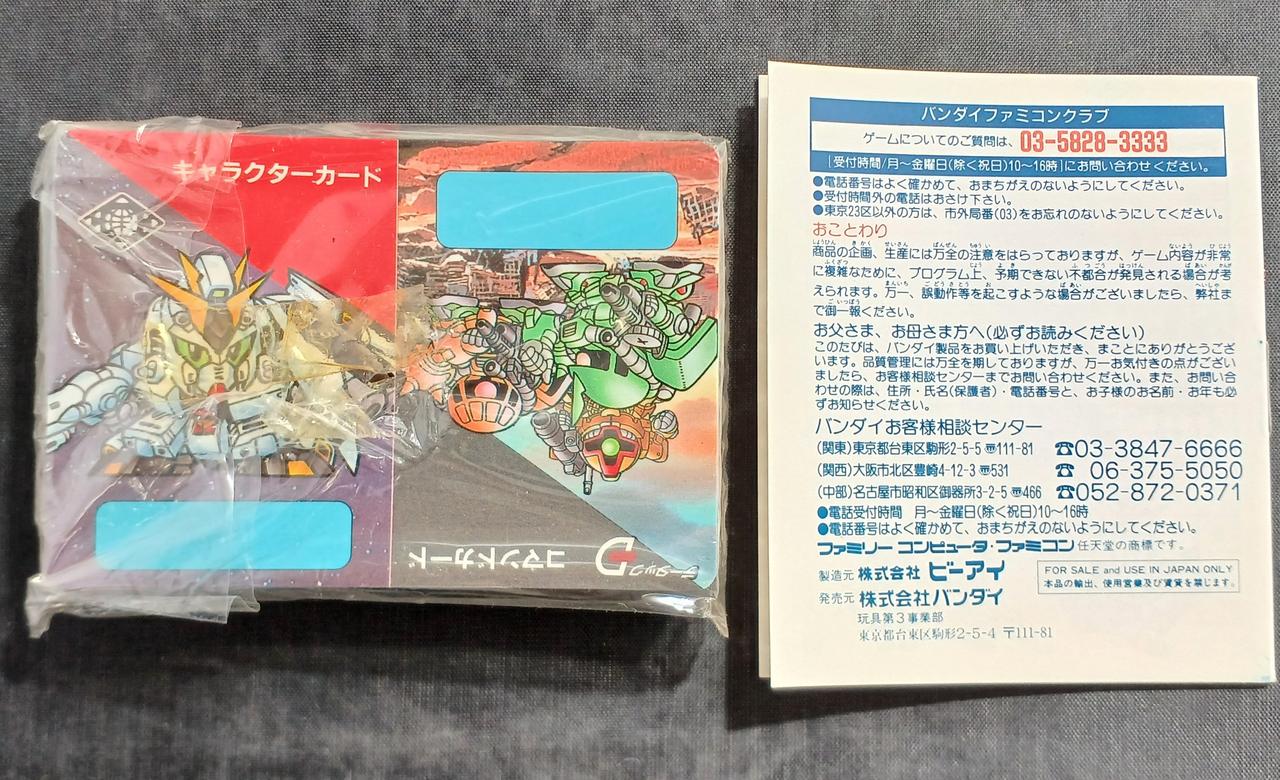 キャラクターカード
データック
コマンドカード
バンダイファミコンクラブ
ゲームについてのご質問は、03-5828-3333
[受付時間/月～金曜日(除く祝日)10～16時]にお問い合わせください。
●電話番号はよく確かめて、おまちがえのないようにしてください。
●受付時間外の電話はおさけ下さい。
●東京23区以外の方は、市外局番(03)をお忘れのないようにしてください。
おことわり
商品の企画、生産には万全の注意をはらっておりますが、ゲーム内容が非常
に複雑なために、プログラム上、予期できない不都合が発見される場合が考
えられます。万一、誤動作等を起こすような場合がございましたら、弊社ま
で御一報ください。
お父さま、お母さま方へ(必ずお読みください)
このたびは、バンダイ製品をお買い上げいただき、まことにありがとうござ
います。品質管理には万全を期しておりますが、万一お気付きの点がござい
ましたら、お客様相談センターまでお問い合わせください。また、お問い合
わせの際は、住所・氏名(保護者)・電話番号と、お子様のお名前・お年も必
ずお知らせください。
バンダイお客様相談センター
(関東)東京都台東区駒形2-5-5 〠111-81 ☎03-3847-6666
(関西)大阪市北区豊崎4-12-3 〠531 ☎06-375-5050
(中部)名古屋市昭和区御器所3-2-5 〠466 ☎052-872-0371
●電話受付時間 月～金曜日(除く祝日)10～16時
●電話番号はよく確かめて、おまちがえのないようにしてください。
ファミリーコンピュータ・ファミコン任天堂の商標です。
製造元 株式会社 ビーアイ
発売元 株式会社バンダイ
玩具第3事業部
東京都台東区駒形2-5-4 〒111-81
FOR SALE and USE IN JAPAN ONLY
本品の輸出、使用営業及び賃貸を禁じます。